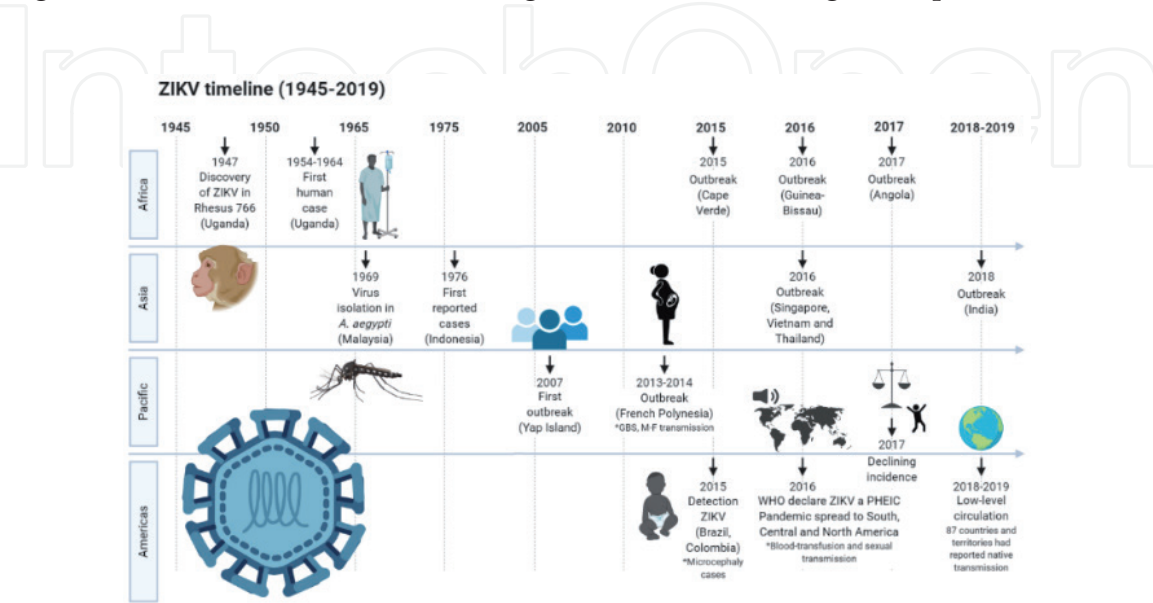 IntechOpen
ZIKV timeline (1945-2019)
1945
1950
1965
1975
2005
2010
2015
2016
2017
2018-2019
Africa
1947
Discovery
of ZIKV in
Rhesus 766
(Uganda)
1954-1964
First
human
case
(Uganda)
2015
Outbreak
(Cape
Verde)
2016
Outbreak
(Guinea-
Bissau)
2017
Outbreak
(Angola)
Asia
1969
Virus
isolation in
A. aegypti
(Malaysia)
1976
First
reported
cases
(Indonesia)
2016
Outbreak
(Singapore,
Vietnam and
Thailand)
2018
Outbreak
(India)
Pacific
2007
First
outbreak
(Yap Island)
2013-2014
Outbreak
(French Polynesia)
*GBS, M-F transmission
2017
Declining
incidence
Americas
2015
Detection
ZIKV
(Brazil,
Colombia)
*Microcephaly
cases
2016
WHO declare ZIKV a PHEIC
Pandemic spread to South,
Central and North America
*Blood-transfusion and sexual
transmission
2018-2019
Low-level
circulation
87 countries and
territories had
reported native
transmission